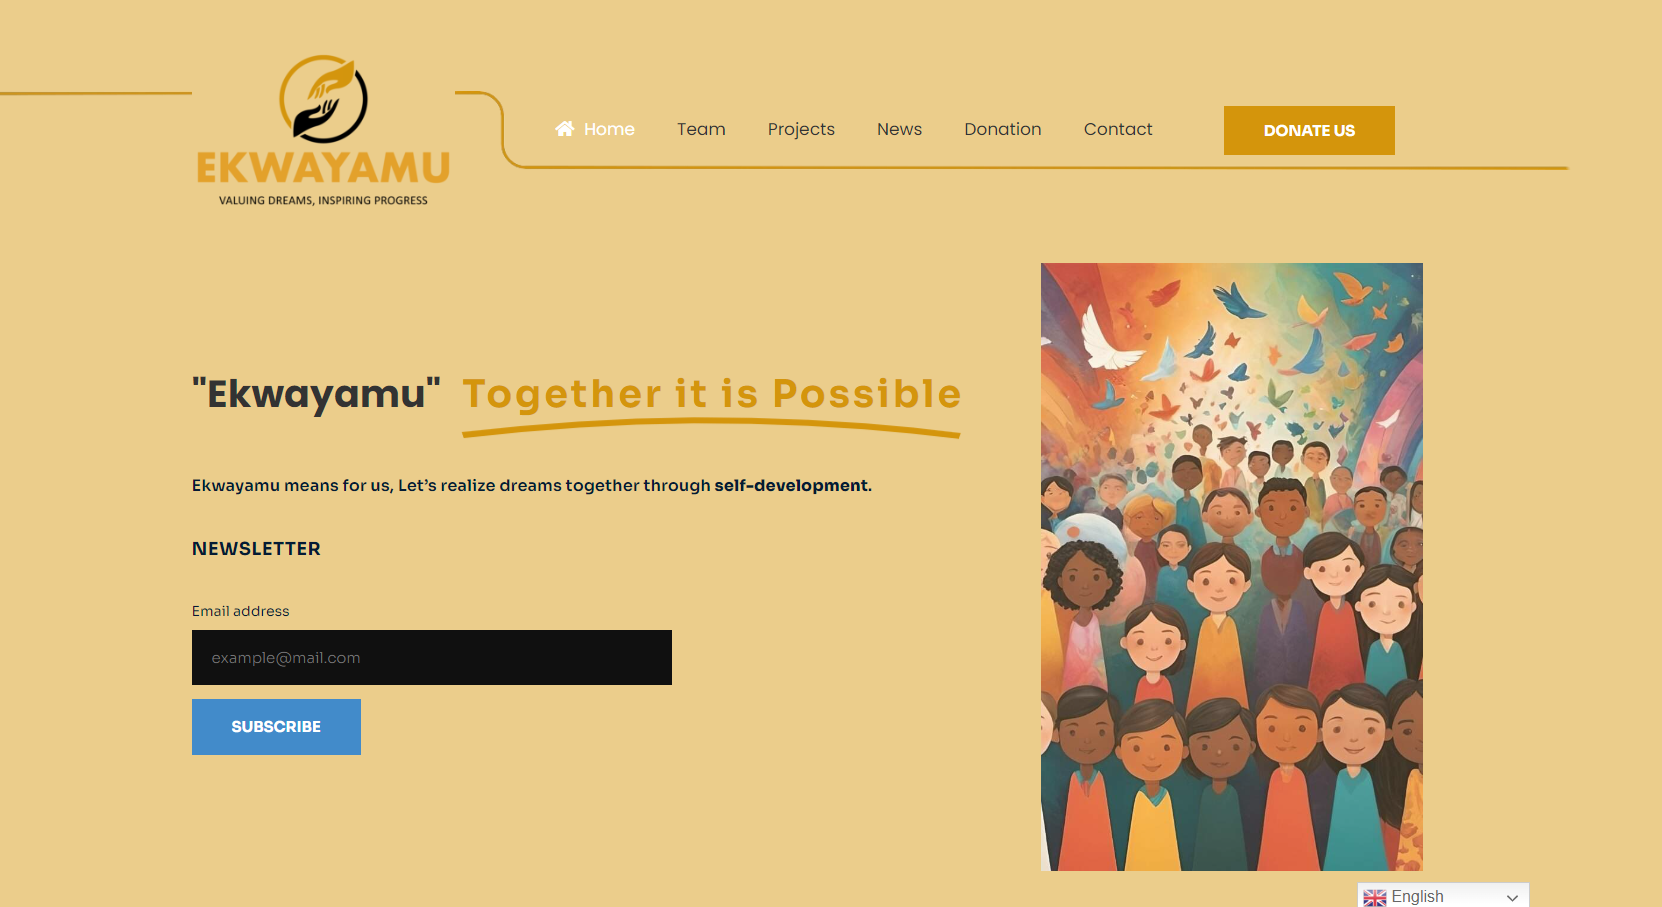 EKWAYAMU
VALUING DREAMS, INSPIRING PROGRESS
Home Team Projects News Donation Contact DONATE US
"Ekwayamu" Together it is Possible
Ekwayamu means for us, Let’s realize dreams together through self-development.
NEWSLETTER
Email address
example@mail.com
SUBSCRIBE
English